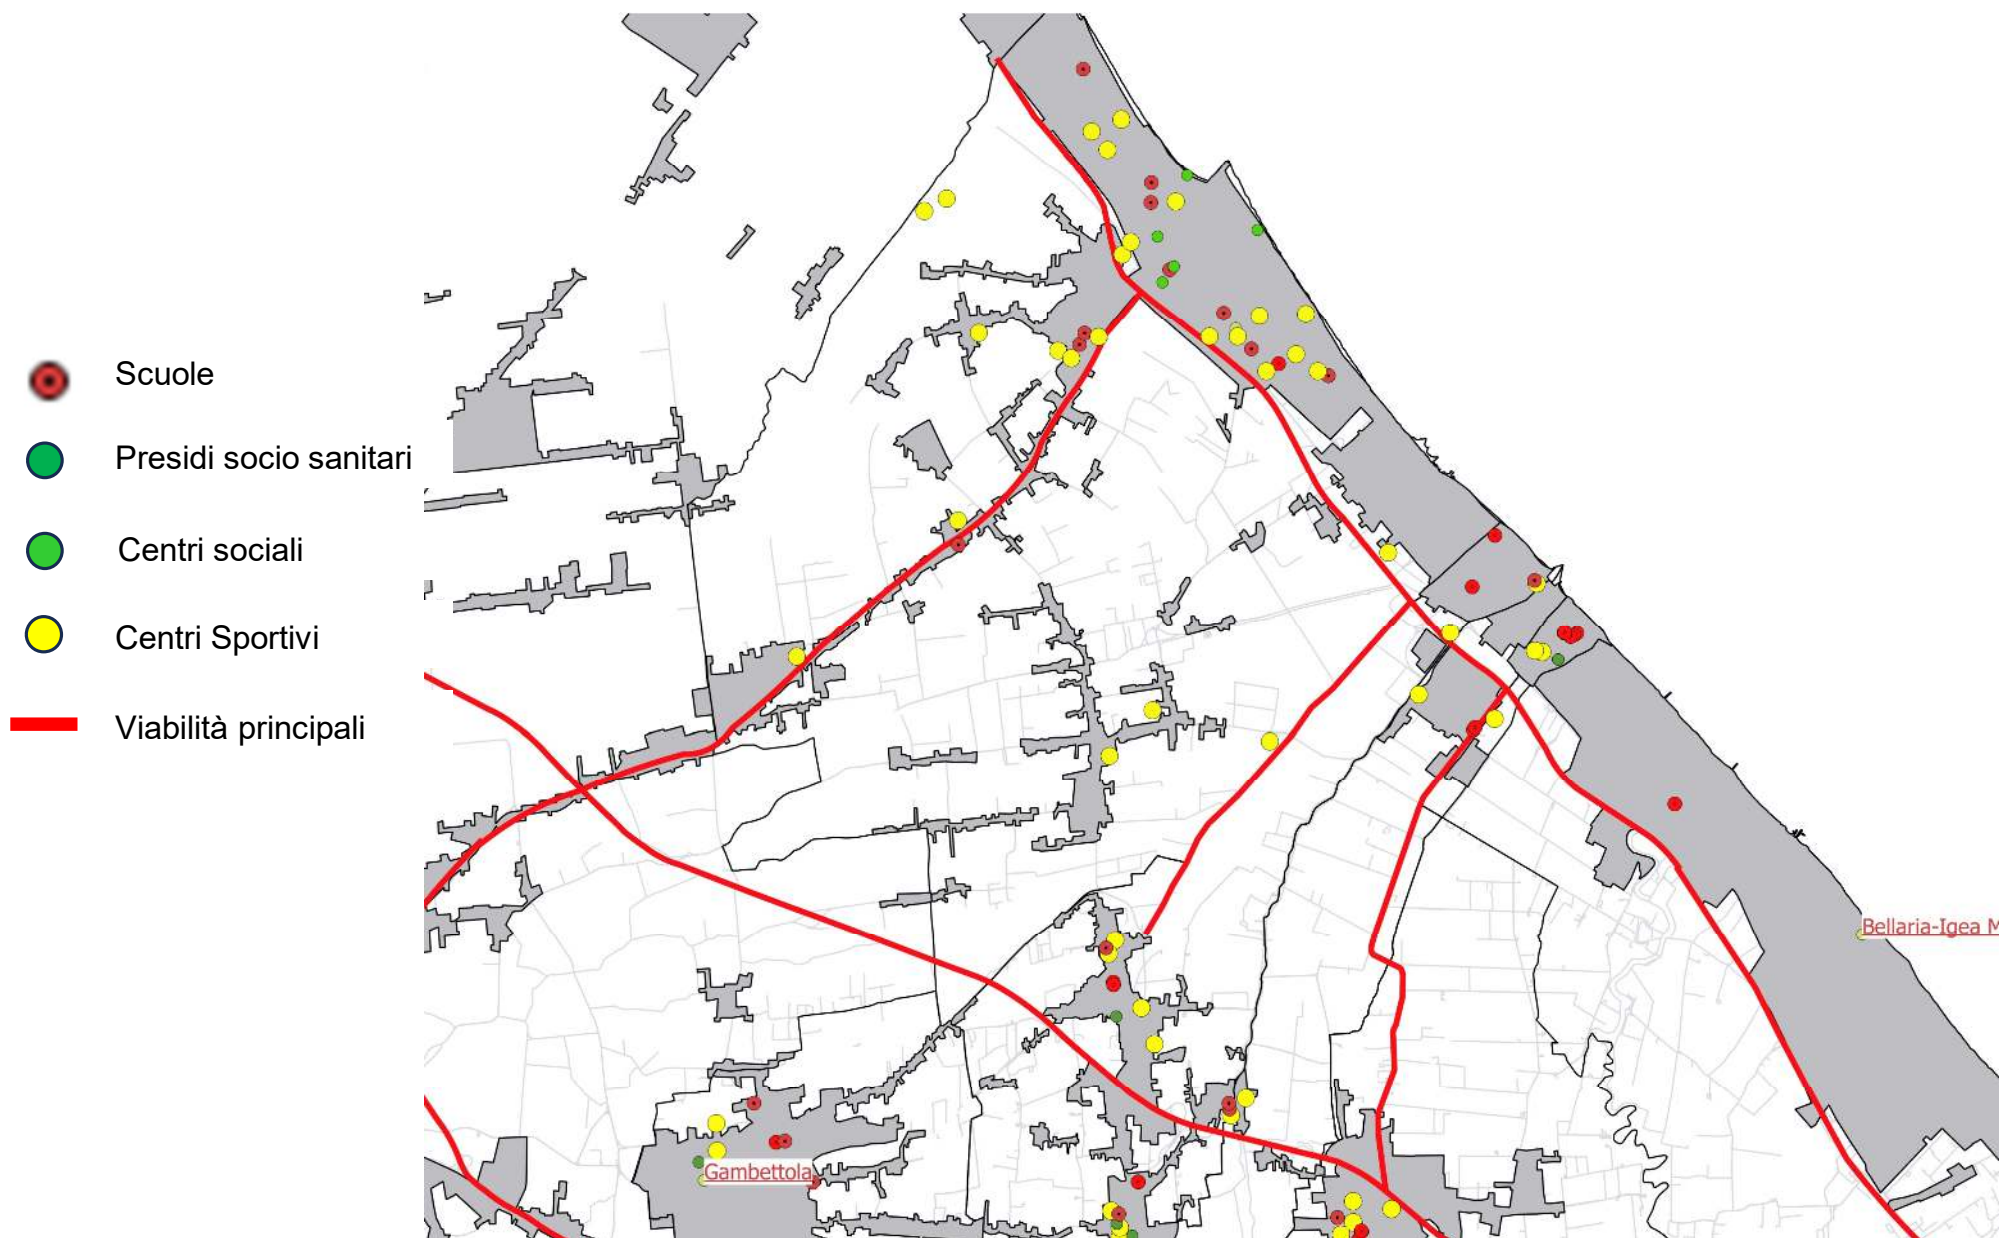 Scuole
Presidi socio sanitari
Centri sociali
Centri Sportivi
Viabilità principali
Bellaria-Igea M
Gambettola